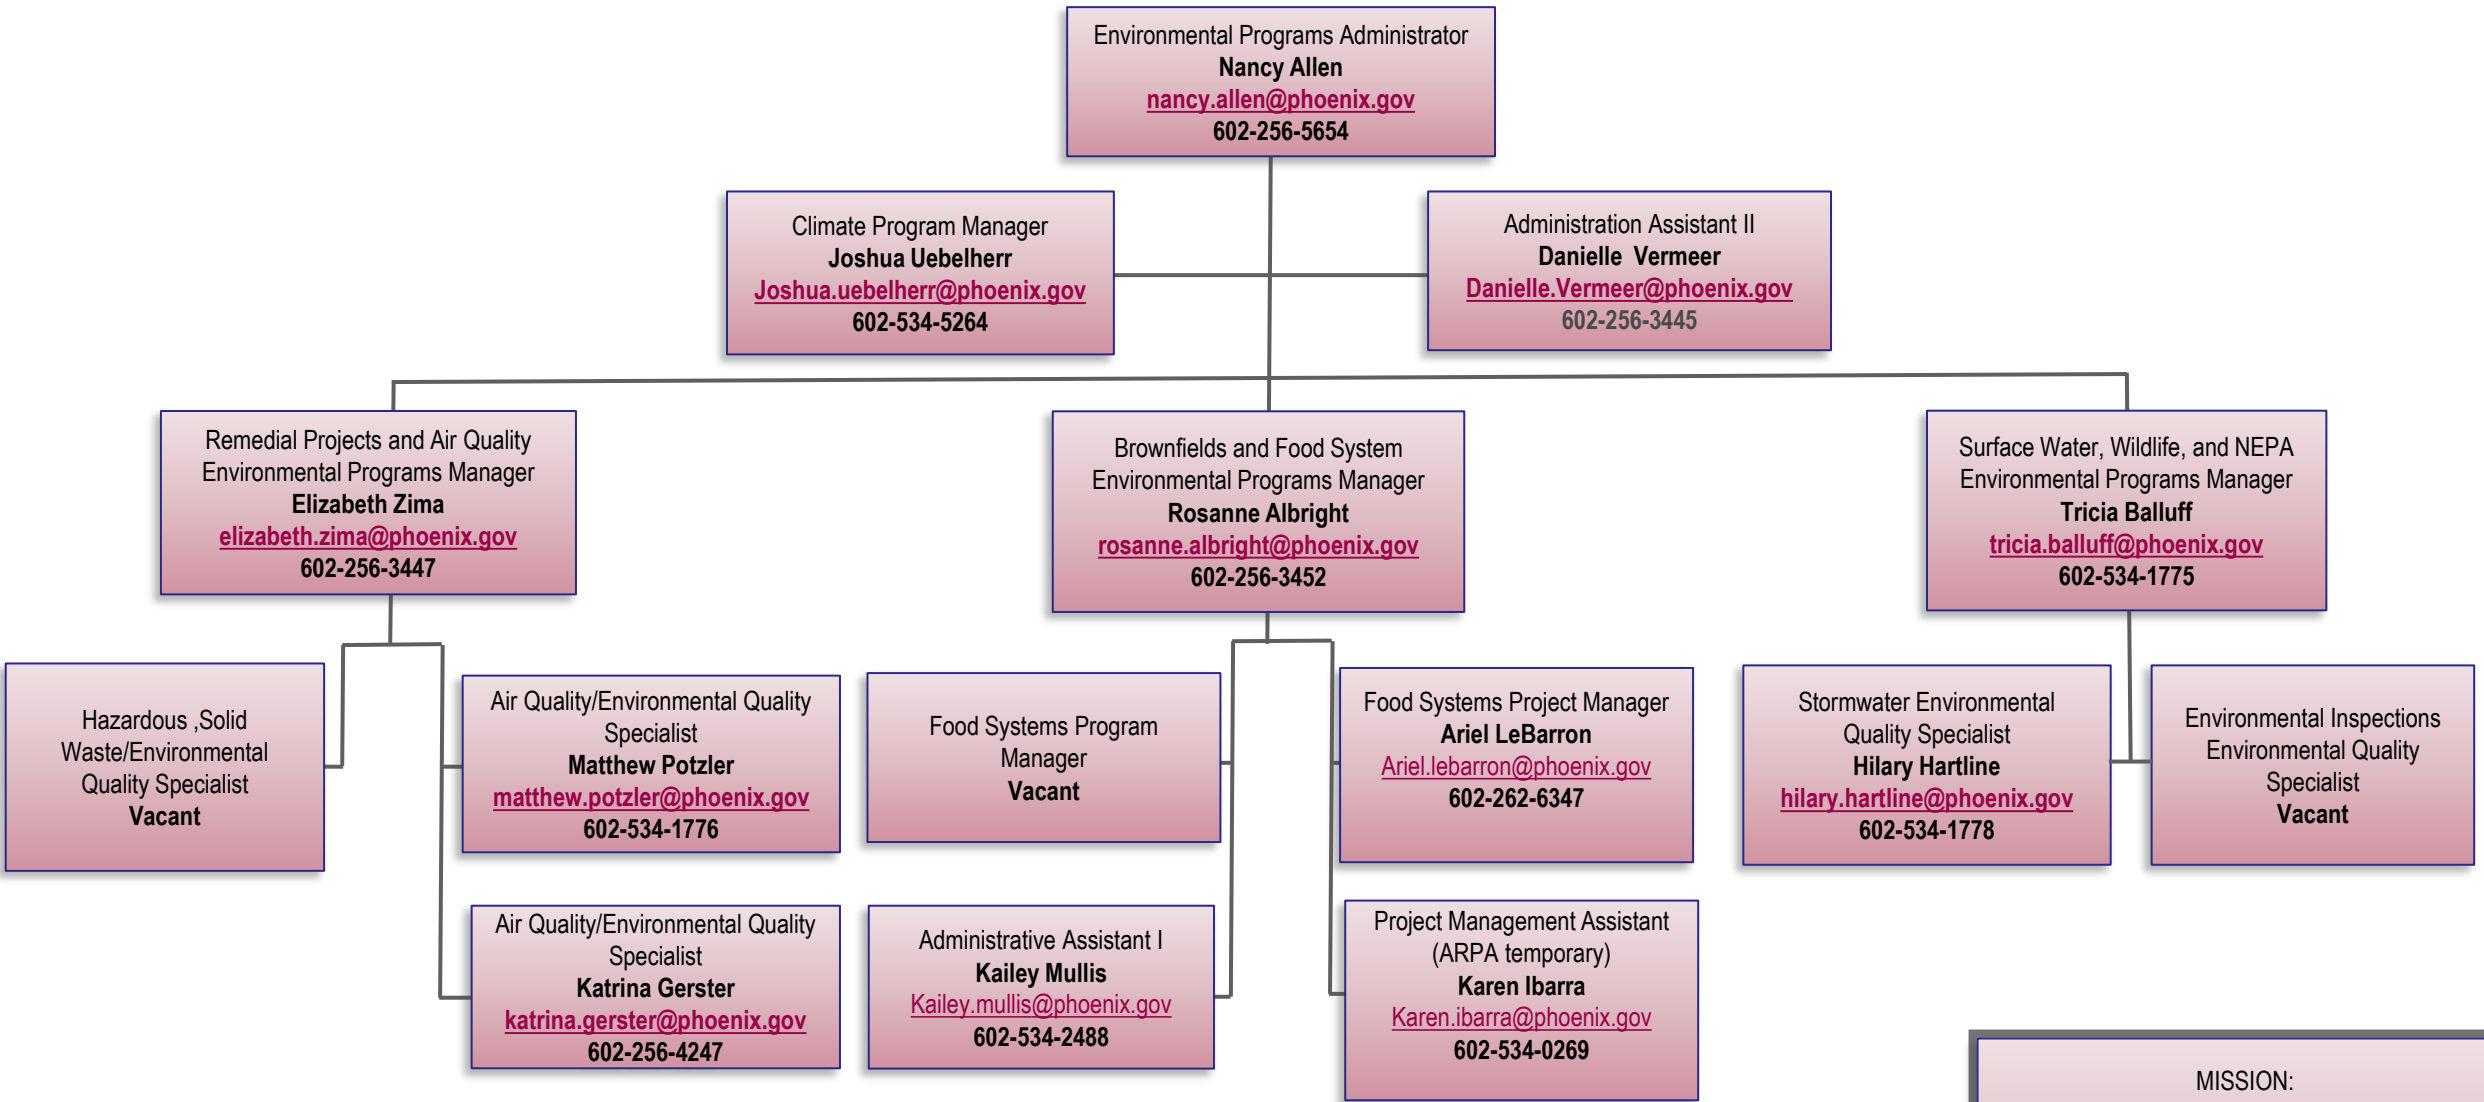 Environmental Programs Administrator
Nancy Allen
nancy.allen@phoenix.gov
602-256-5654
Climate Program Manager
Joshua Uebelherr
Joshua.uebelherr@phoenix.gov
602-534-5264
Administration Assistant II
Danielle  Vermeer
Danielle.Vermeer@phoenix.gov
602-256-3445
Remedial Projects and Air Quality
Environmental Programs Manager
Elizabeth Zima
elizabeth.zima@phoenix.gov
602-256-3447
Brownfields and Food System
Environmental Programs Manager
Rosanne Albright
rosanne.albright@phoenix.gov
602-256-3452
Surface Water, Wildlife, and NEPA
Environmental Programs Manager
Tricia Balluff
tricia.balluff@phoenix.gov
602-534-1775
Hazardous ,Solid
Waste/Environmental
Quality Specialist
Vacant
Air Quality/Environmental Quality
Specialist
Matthew Potzler
matthew.potzler@phoenix.gov
602-534-1776
Food Systems Program
Manager
Vacant
Food Systems Project Manager
Ariel LeBarron
Ariel.lebarron@phoenix.gov
602-262-6347
Stormwater Environmental
Quality Specialist
Hilary Hartline
hilary.hartline@phoenix.gov
602-534-1778
Environmental Inspections
Environmental Quality
Specialist
Vacant
Air Quality/Environmental Quality
Specialist
Katrina Gerster
katrina.gerster@phoenix.gov
602-256-4247
Administrative Assistant I
Kailey Mullis
Kailey.mullis@phoenix.gov
602-534-2488
Project Management Assistant
(ARPA temporary)
Karen Ibarra
Karen.ibarra@phoenix.gov
602-534-0269
MISSION: